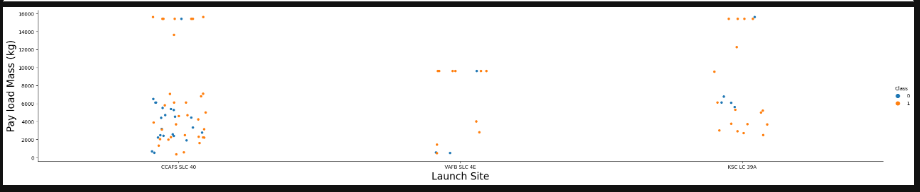 16000
14000
12000
10000
8000
6000
4000
2000
0
Pay load Mass (kg)
CCAFS SLC 40
VAFB SLC 4E
KSC LC 39A
Launch Site
Class
0
1